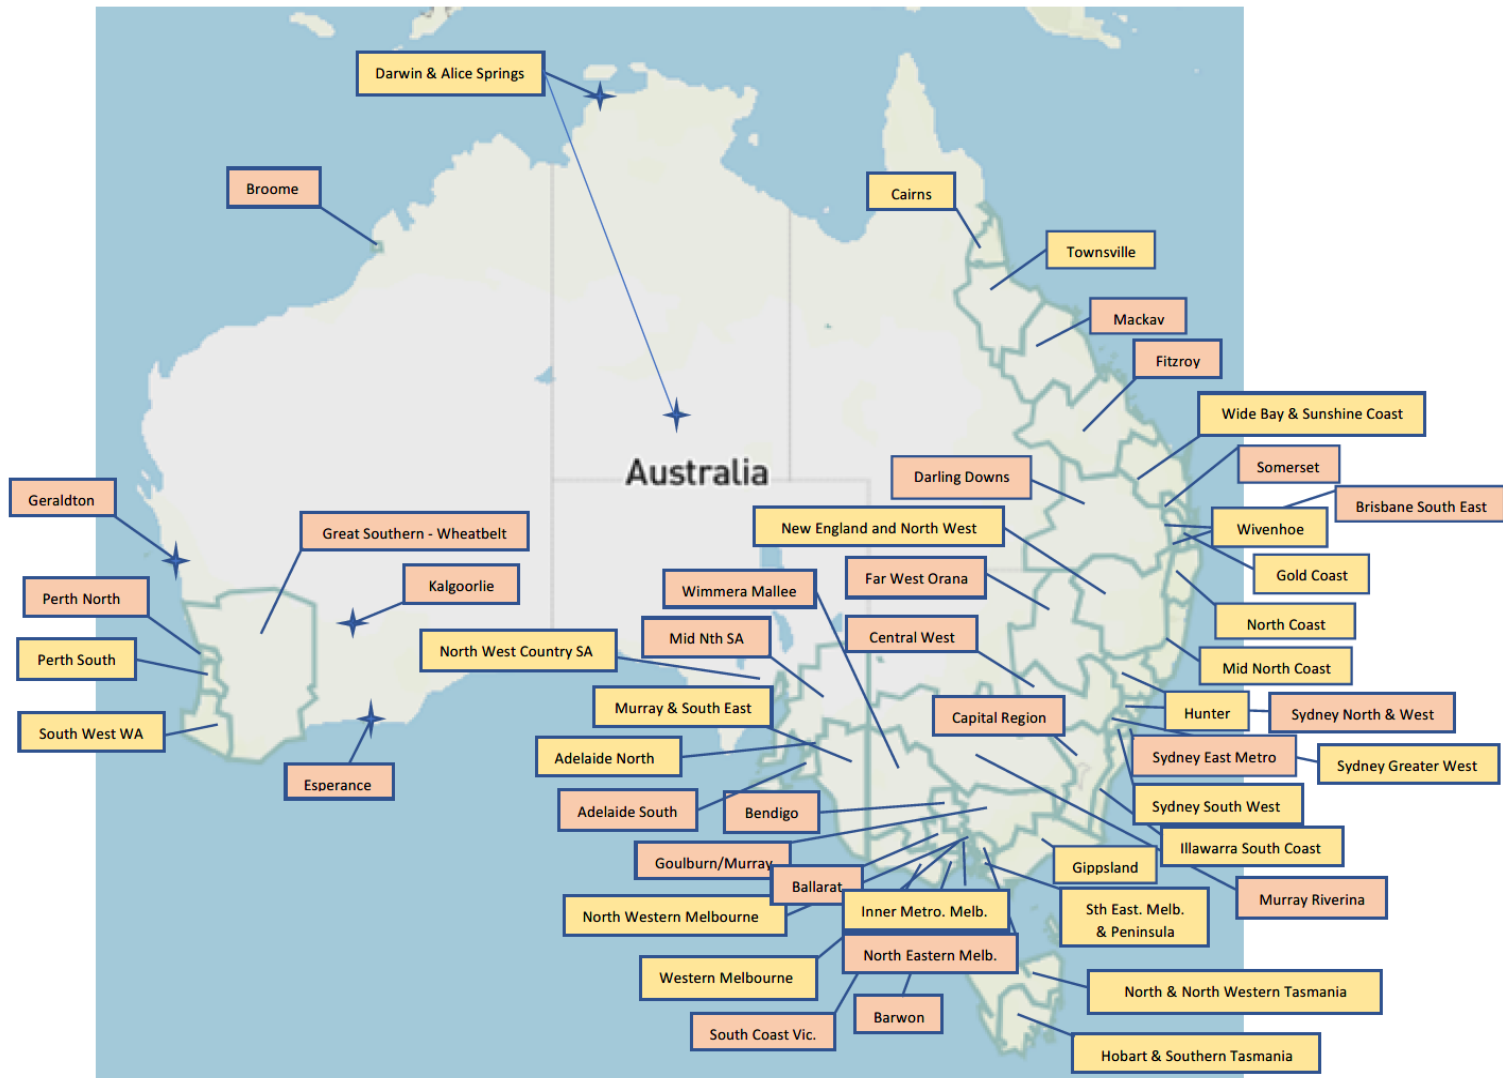 Darwin & Alice Springs
Broome
Cairns
Townsville
Mackav
Fitzroy
Wide Bay & Sunshine Coast
Somerset
Darling Downs
Australia
Brisbane South East
Geraldton
New England and North West
Wivenhoe
Great Southern - Wheatbelt
Gold Coast
Far West Orana
Kalgoorlie
Wimmera Mallee
Perth North
North Coast
Mid Nth SA
Central West
North West Country SA
Perth South
Mid North Coast
Murray & South East
Capital Region
Hunter
Sydney North & West
South West WA
Adelaide North
Sydney East Metro
Sydney Greater West
Esperance
Adelaide South
Bendigo
Sydney South West
Illawarra South Coast
Goulburn/Murray
Gippsland
Ballarat
Murray Riverina
North Western Melbourne
Inner Metro. Melb.
Sth East. Melb.
& Peninsula
North Eastern Melb.
Western Melbourne
North & North Western Tasmania
Barwon
South Coast Vic.
Hobart & Southern Tasmania